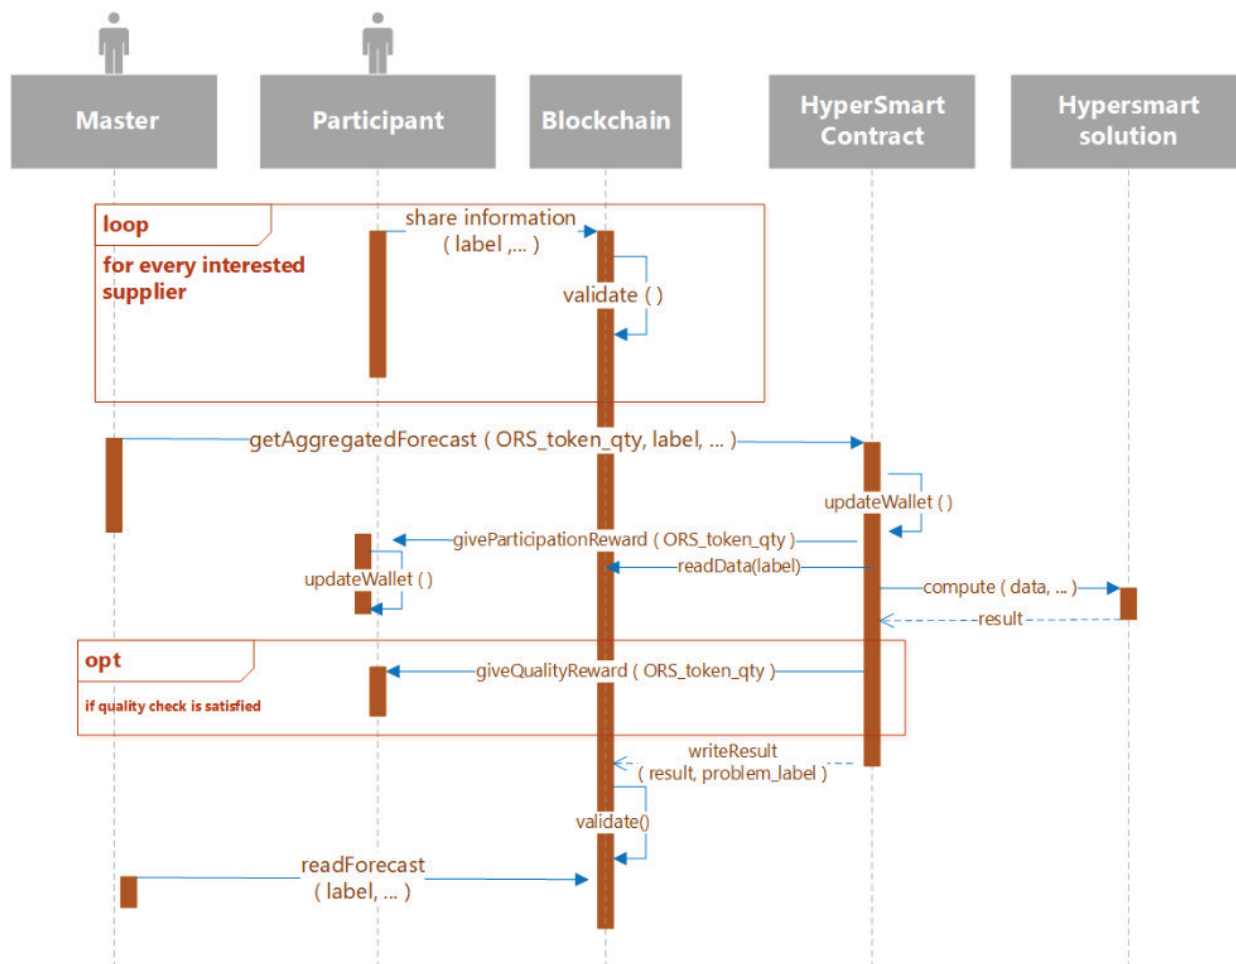 Master
Participant
Blockchain
HyperSmart
Contract
Hypersmart
solution
loop
for every interested
supplier
share information
( label ,... )
validate ( )
getAggregatedForecast ( ORS_token_qty, label, ... )
updateWallet ( )
giveParticipationReward ( ORS_token_qty )
readData(label)
updateWallet ( )
compute ( data, ... )
result
opt
if quality check is satisfied
giveQualityReward ( ORS_token_qty )
writeResult
( result, problem_label )
validate()
readForecast
( label, ... )